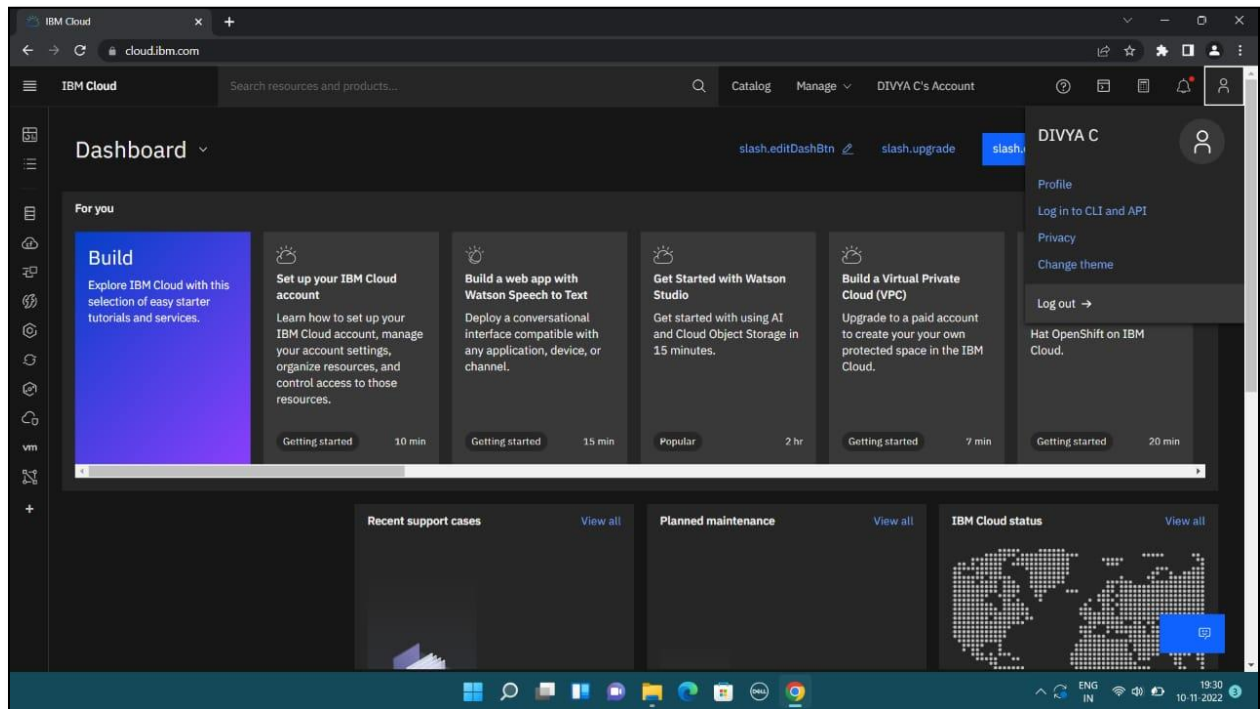 IBM Cloud
cloud.ibm.com
IBM Cloud
Search resources and products...
Catalog
Manage
DIVYA C's Account
Dashboard
slash.editDashBtn
slash.upgrade
DIVYA C
Profile
Log in to CLI and API
Privacy
Change theme
Log out →
For you
Build
Explore IBM Cloud with this
selection of easy starter
tutorials and services.
Set up your IBM Cloud
account
Learn how to set up your
IBM Cloud account, manage
your account settings,
organize resources, and
control access to those
resources.
Getting started 10 min
Build a web app with
Watson Speech to Text
Deploy a conversational
interface compatible with
any application, device, or
channel.
Getting started 15 min
Get Started with Watson
Studio
Get started with using AI
and Cloud Object Storage in
15 minutes.
Popular 2 hr
Build a Virtual Private
Cloud (VPC)
Upgrade to a paid account
to create your your own
protected space in the IBM
Cloud.
Getting started 7 min
Hat OpenShift on IBM
Cloud.
Getting started 20 min
vm
Recent support cases View all
Planned maintenance View all
IBM Cloud status View all
DELL
ENG
IN
19:30
10-11-2022
3